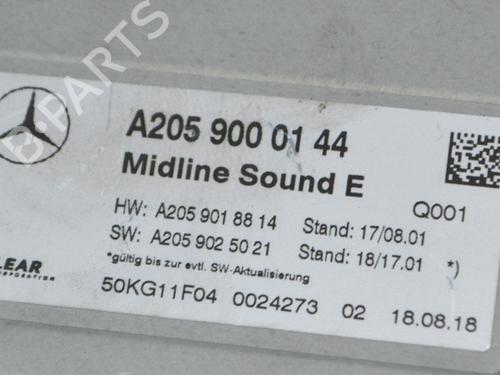 B-PARTS
A205 900 01 44
Midline Sound E
Q001
HW: A205 901 88 14 Stand: 17/08.01
SW: A205 902 50 21 Stand: 18/17.01 *)
*gültig bis zur evtl. SW-Aktualisierung
LEAR
CORPORATION
50KG11F04 0024273 02 18.08.18